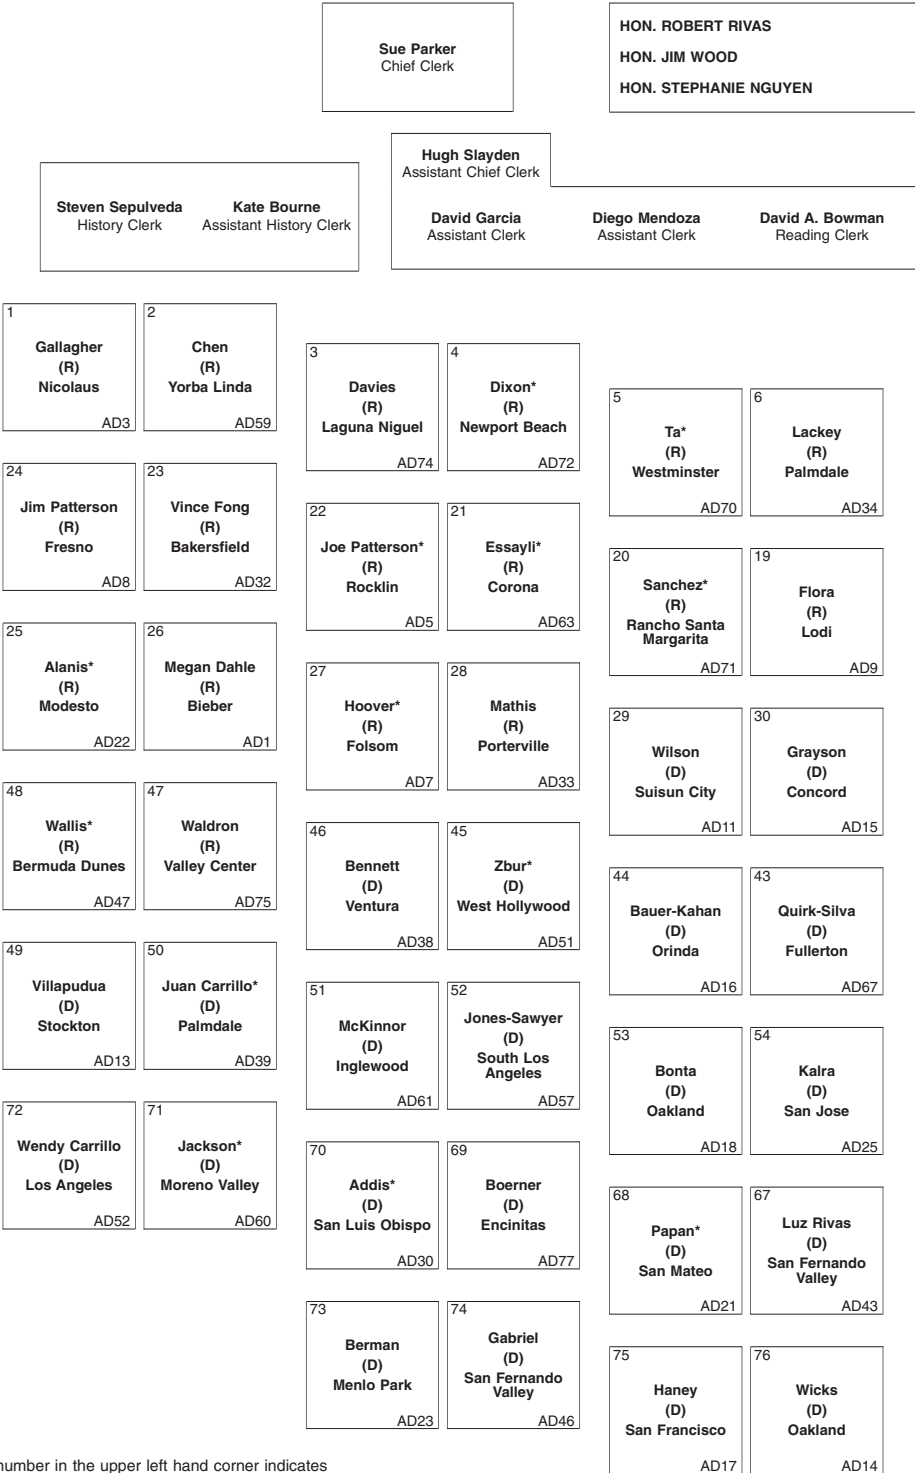 Sue Parker
Chief Clerk
HON. ROBERT RIVAS
HON. JIM WOOD
HON. STEPHANIE NGUYEN
Hugh Slayden
Assistant Chief Clerk
Steven Sepulveda
History Clerk
Kate Bourne
Assistant History Clerk
David Garcia
Assistant Clerk
Diego Mendoza
Assistant Clerk
David A. Bowman
Reading Clerk
1
Gallagher
(R)
Nicolaus
AD3
2
Chen
(R)
Yorba Linda
AD59
3
Davies
(R)
Laguna Niguel
AD74
4
Dixon*
(R)
Newport Beach
AD72
5
Ta*
(R)
Westminster
AD70
6
Lackey
(R)
Palmdale
AD34
24
Jim Patterson
(R)
Fresno
AD8
23
Vince Fong
(R)
Bakersfield
AD32
22
Joe Patterson*
(R)
Rocklin
AD5
21
Essayli*
(R)
Corona
AD63
20
Sanchez*
(R)
Rancho Santa
Margarita
AD71
19
Flora
(R)
Lodi
AD9
25
Alanis*
(R)
Modesto
AD22
26
Megan Dahle
(R)
Bieber
AD1
27
Hoover*
(R)
Folsom
AD7
28
Mathis
(R)
Porterville
AD33
29
Wilson
(D)
Suisun City
AD11
30
Grayson
(D)
Concord
AD15
48
Wallis*
(R)
Bermuda Dunes
AD47
47
Waldron
(R)
Valley Center
AD75
46
Bennett
(D)
Ventura
AD38
45
Zbur*
(D)
West Hollywood
AD51
44
Bauer-Kahan
(D)
Orinda
AD16
43
Quirk-Silva
(D)
Fullerton
AD67
49
Villapudua
(D)
Stockton
AD13
50
Juan Carrillo*
(D)
Palmdale
AD39
51
McKinnor
(D)
Inglewood
AD61
52
Jones-Sawyer
(D)
South Los
Angeles
AD57
53
Bonta
(D)
Oakland
AD18
54
Kalra
(D)
San Jose
AD25
72
Wendy Carrillo
(D)
Los Angeles
AD52
71
Jackson*
(D)
Moreno Valley
AD60
70
Addis*
(D)
San Luis Obispo
AD30
69
Boerner
(D)
Encinitas
AD77
68
Papan*
(D)
San Mateo
AD21
67
Luz Rivas
(D)
San Fernando
Valley
AD43
73
Berman
(D)
Menlo Park
AD23
74
Gabriel
(D)
San Fernando
Valley
AD46
75
Haney
(D)
San Francisco
AD17
76
Wicks
(D)
Oakland
AD14
number in the upper left hand corner indicates